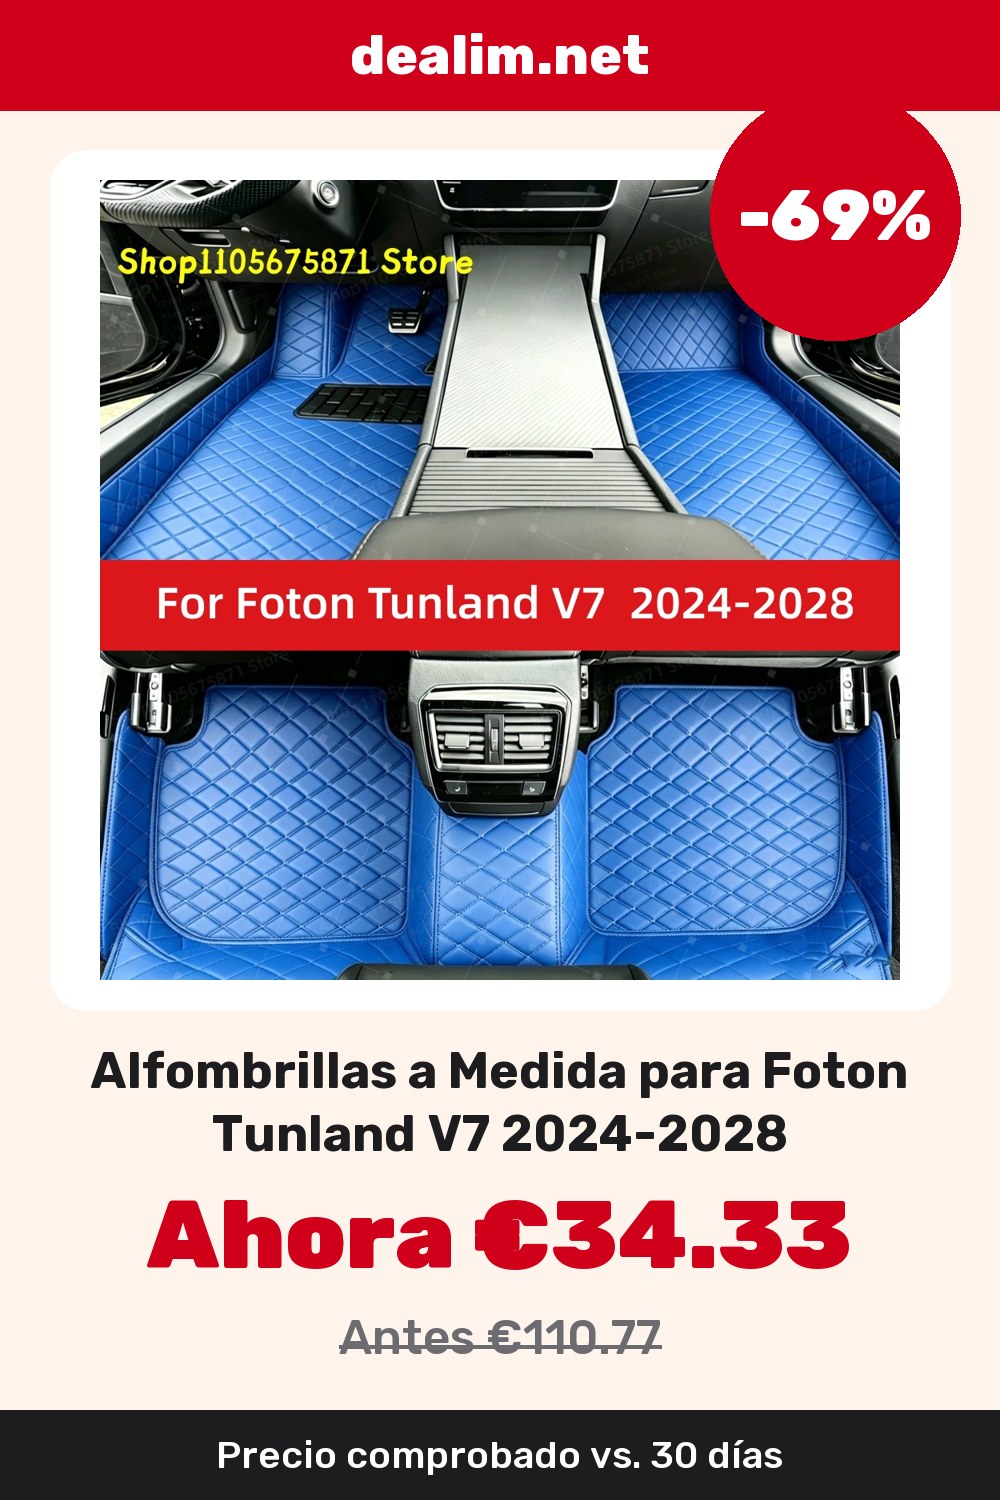 dealim.net
-69%
Shop1105675871 Store
For Foton Tunland V7 2024-2028
Alfombrillas a Medida para Foton
Tunland V7 2024-2028
Ahora €34.33
Antes €110.77
Precio comprobado vs. 30 días